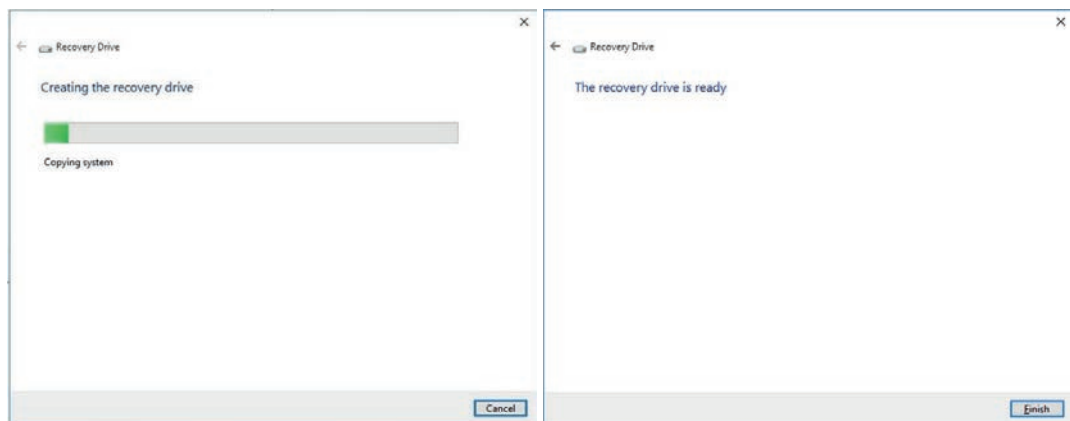 Recovery Drive
Creating the recovery drive
Copying system
Cancel
Recovery Drive
The recovery drive is ready
Finish